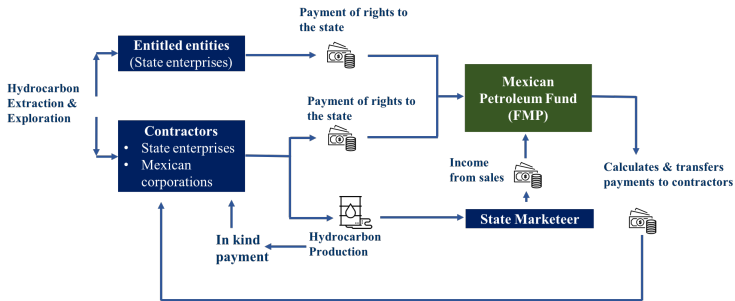 Payment of rights to
the state
Entitled entities
(State enterprises)
Hydrocarbon
Extraction &
Exploration
Mexican
Petroleum Fund
(FMP)
Payment of rights to
the state
Contractors
• State enterprises
• Mexican
corporations
Income
from sales
Calculates & transfers
payments to contractors
State Marketeer
In kind
payment
Hydrocarbon
Production